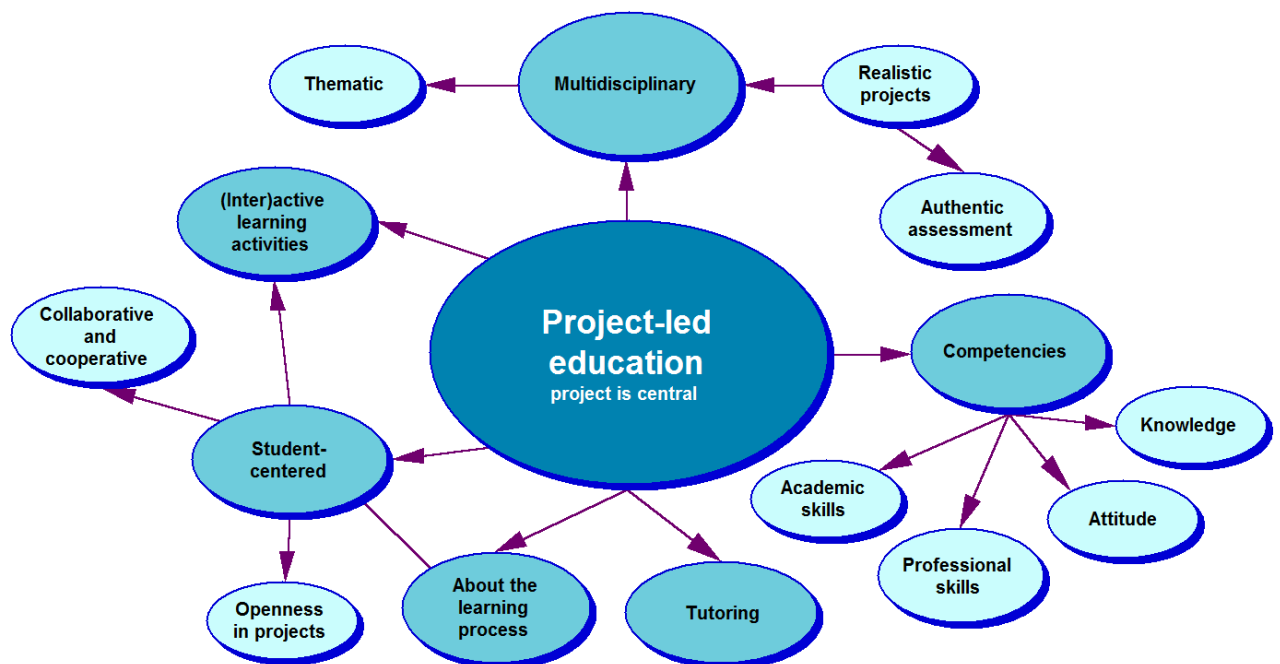 Thematic
Multidisciplinary
Realistic
projects
Authentic
assessment
(Inter)active
learning
activities
Collaborative
and
cooperative
Project-led
education
project is central
Competencies
Student-
centered
Knowledge
Academic
skills
Attitude
Professional
skills
Openness
in projects
About the
learning
process
Tutoring